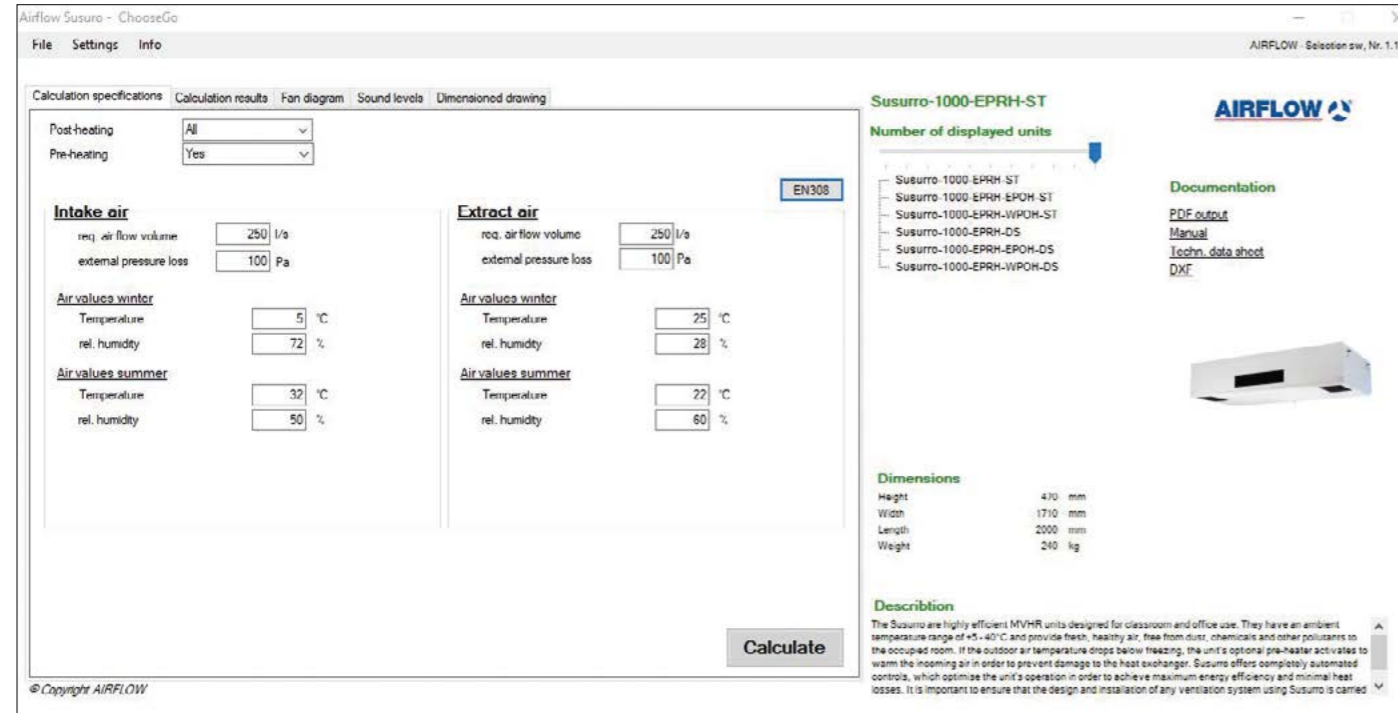 Airflow Susuro - ChooseGo
File Settings Info
AIRFLOW - Selection sw, Nr. 1.1
Calculation specifications Calculation results Fan diagram Sound levels Dimensioned drawing
Post-heating All
Pre-heating Yes
EN308
Intake air
req. air flow volume 250 l/s
external pressure loss 100 Pa
Air values winter
Temperature 5 °C
rel. humidity 72 %
Air values summer
Temperature 32 °C
rel. humidity 50 %
Extract air
req. air flow volume 250 l/s
external pressure loss 100 Pa
Air values winter
Temperature 25 °C
rel. humidity 28 %
Air values summer
Temperature 22 °C
rel. humidity 60 %
Calculate
© Copyright AIRFLOW
Susurro-1000-EPRH-ST
Number of displayed units
Susurro-1000-EPRH-ST
Susurro-1000-EPRH-EPOH-ST
Susurro-1000-EPRH-WPOH-ST
Susurro-1000-EPRH-DS
Susurro-1000-EPRH-EPOH-DS
Susurro-1000-EPRH-WPOH-DS
AIRFLOW
Documentation
PDF output
Manual
Techn. data sheet
DXF
Dimensions
Height 470 mm
Width 1710 mm
Length 2000 mm
Weight 240 kg
Describtion
The Susurro are highly efficient MVHR units designed for classroom and office use. They have an ambient
temperature range of +5 - 40°C and provide fresh, healthy air, free from dust, chemicals and other pollutants to
the occupied room. If the outdoor air temperature drops below freezing, the unit's optional pre-heater activates to
warm the incoming air in order to prevent damage to the heat exchanger. Susurro offers completely automated
controls, which optimise the unit's operation in order to achieve maximum energy efficiency and minimal heat
losses. It is important to ensure that the design and installation of any ventilation system using Susurro is carried